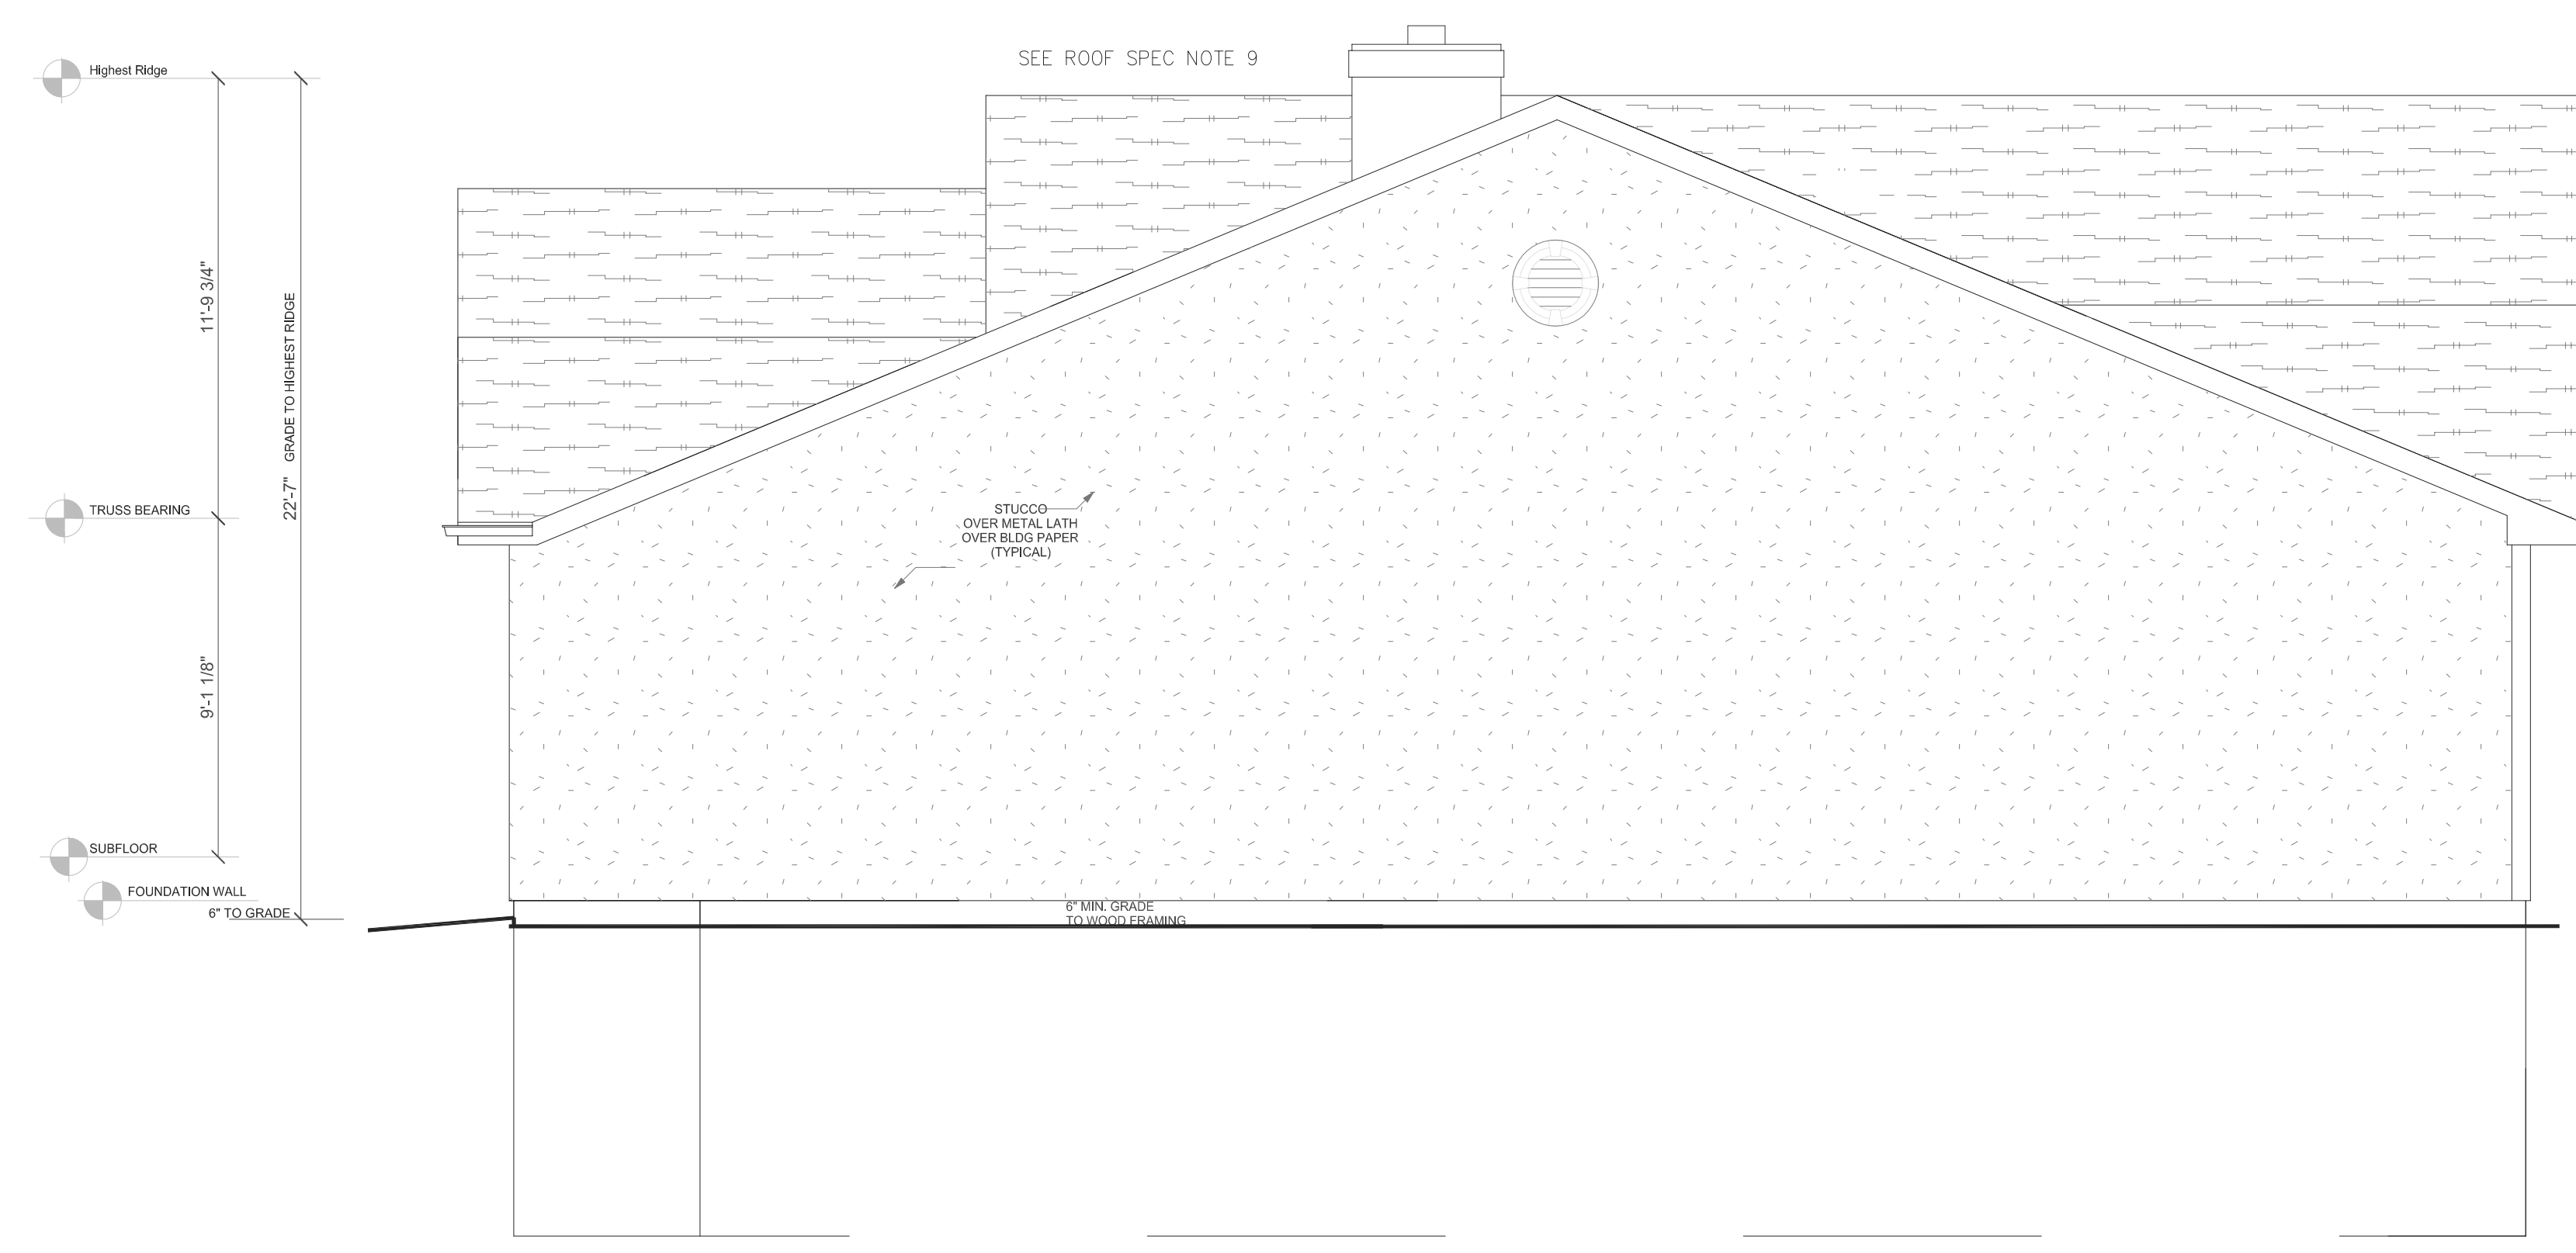 SEE ROOF SPEC NOTE 9
Highest Ridge
11'-9 3/4"
22'-7" GRADE TO HIGHEST RIDGE
TRUSS BEARING
STUCCO
OVER METAL LATH
OVER BLDG PAPER
(TYPICAL)
9'-1 1/8"
SUBFLOOR
FOUNDATION WALL
6" TO GRADE
6" MIN. GRADE
TO WOOD FRAMING